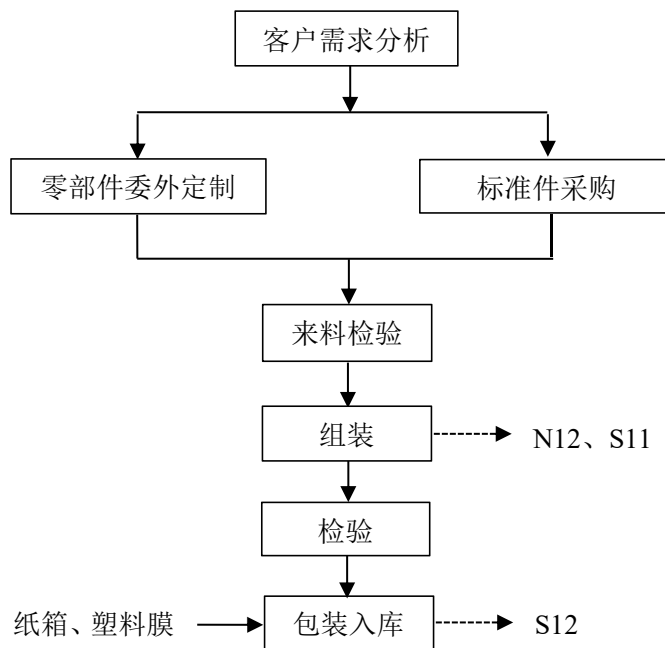 客户需求分析
零部件委外定制
标准件采购
来料检验
组装
N12、S11
检验
纸箱、塑料膜
包装入库
S12